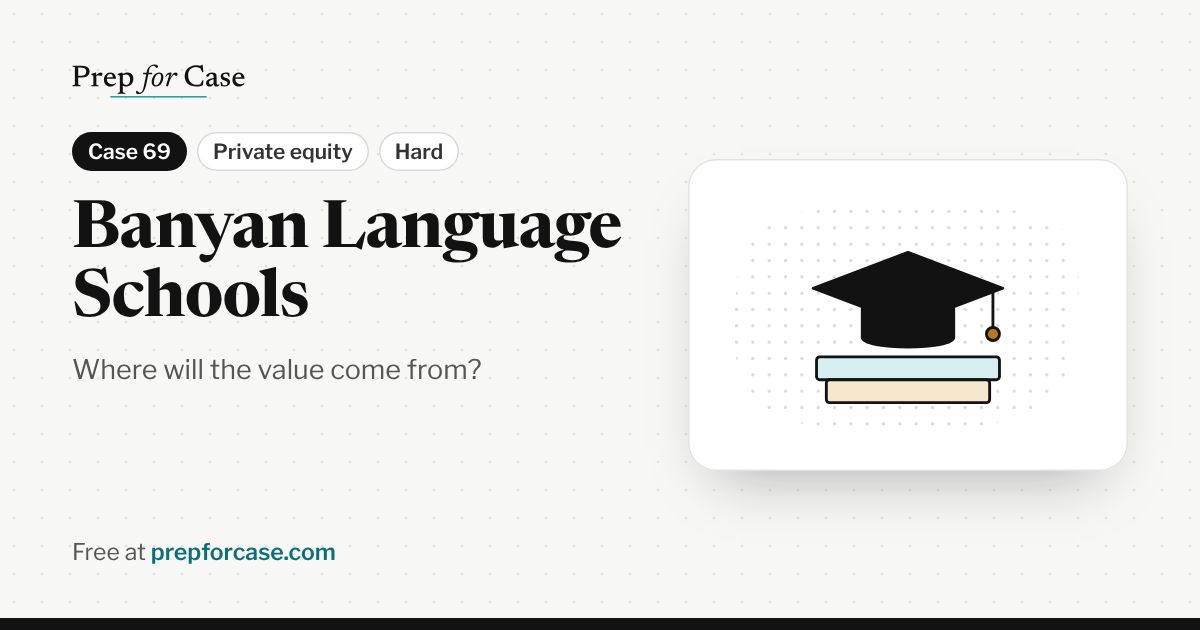 Prep for Case
Case 69
Private equity
Hard
Banyan Language
Schools
Where will the value come from?
Free at prepforcase.com